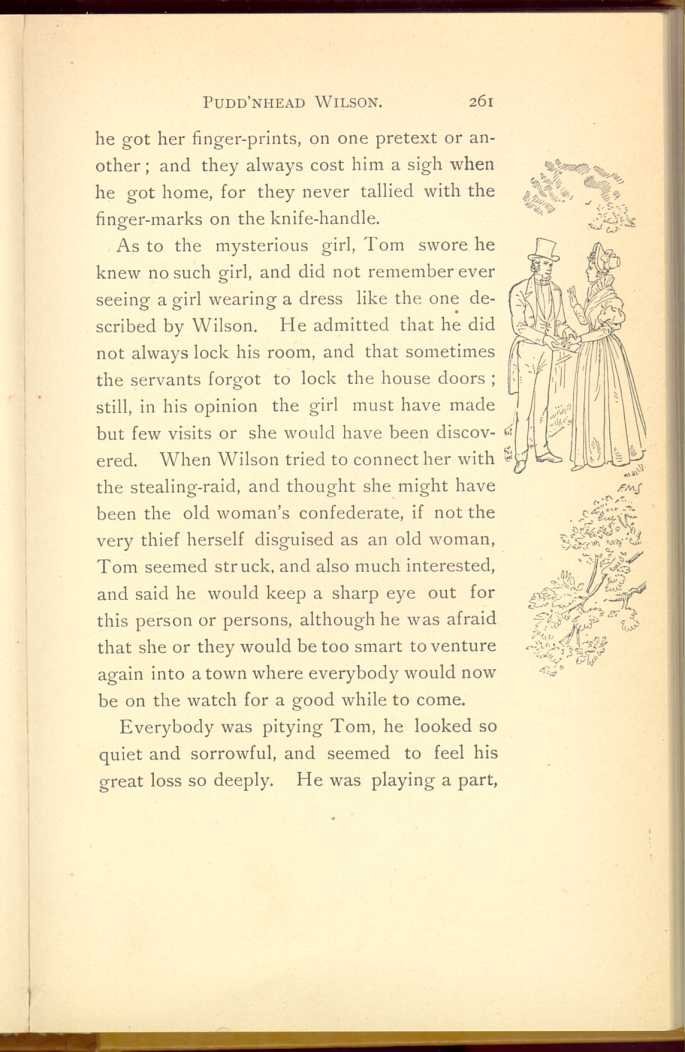 PUDD'NHEAD WILSON. 261
he got her finger-prints, on one pretext or an-
other; and they always cost him a sigh when
he got home, for they never tallied with the
finger-marks on the knife-handle.
As to the mysterious girl, Tom swore he
knew no such girl, and did not remember ever
seeing a girl wearing a dress like the one de-
scribed by Wilson. He admitted that he did
not always lock his room, and that sometimes
the servants forgot to lock the house doors;
still, in his opinion the girl must have made
but few visits or she would have been discov-
ered. When Wilson tried to connect her with
the stealing-raid, and thought she might have
been the old woman's confederate, if not the
very thief herself disguised as an old woman,
Tom seemed struck, and also much interested,
and said he would keep a sharp eye out for
this person or persons, although he was afraid
that she or they would be too smart to venture
again into a town where everybody would now
be on the watch for a good while to come.
Everybody was pitying Tom, he looked so
quiet and sorrowful, and seemed to feel his
great loss so deeply. He was playing a part,
FMS